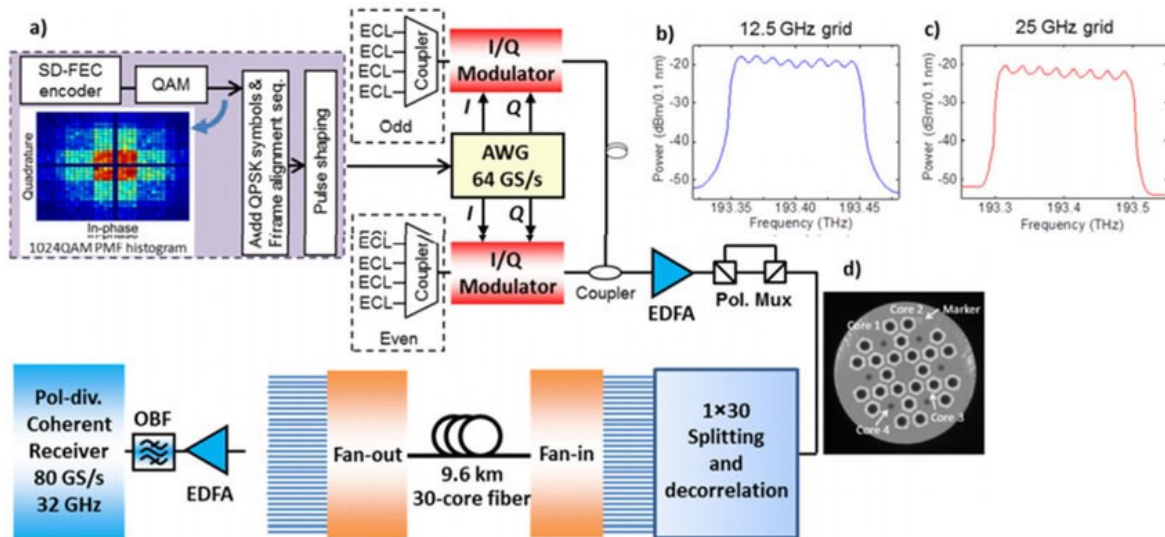 a)
SD-FEC
encoder
QAM
Add QPSK symbols &
Frrame alignment seq.
Pulse shaping
Quadrature
In-phase
1024QAM PMF histogram
ECL
ECL
ECL
ECL
Coupler
Odd
I/Q
Modulator
I
Q
AWG
64 GS/s
I
Q
ECL
ECL
ECL
ECL
Coupler
Even
I/Q
Modulator
Coupler
EDFA
Pol. Mux
b)
12.5 GHz grid
Power (dBm/0.1 nm)
-20
-30
-40
-50
193.35
193.40
193.45
Frequency (THz)
c)
25 GHz grid
Power (dBm/0.1 nm)
-20
-30
-40
-50
193.3
193.4
193.5
Frequency (THz)
d)
Core 2
Marker
Core 1
Core 3
Core 4
Pol-div.
Coherent
Receiver
80 GS/s
32 GHz
OBF
EDFA
Fan-out
9.6 km
30-core fiber
Fan-in
1×30
Splitting
and
decorrelation